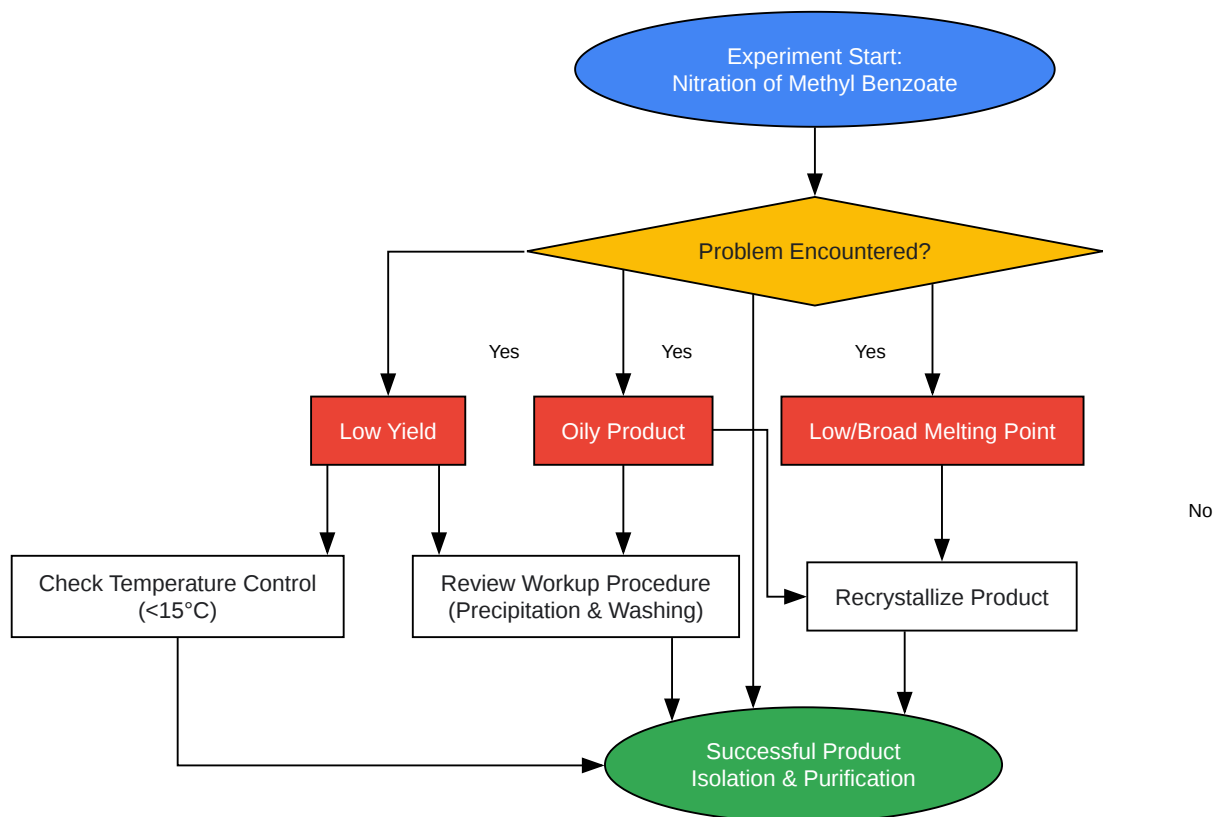 Experiment Start:
Nitration of Methyl Benzoate
Problem Encountered?
Yes
Yes
Yes
Low Yield
Oily Product
Low/Broad Melting Point
No
Check Temperature Control
(<15°C)
Review Workup Procedure
(Precipitation & Washing)
Recrystallize Product
Successful Product
Isolation & Purification